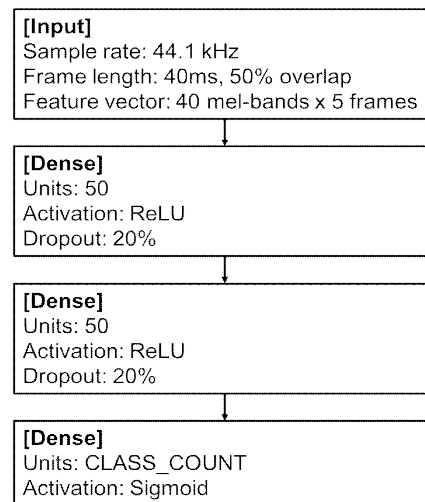 [Input]
Sample rate: 44.1 kHz
Frame length: 40ms, 50% overlap
Feature vector: 40 mel-bands x 5 frames
[Dense]
Units: 50
Activation: ReLU
Dropout: 20%
[Dense]
Units: 50
Activation: ReLU
Dropout: 20%
[Dense]
Units: CLASS_COUNT
Activation: Sigmoid